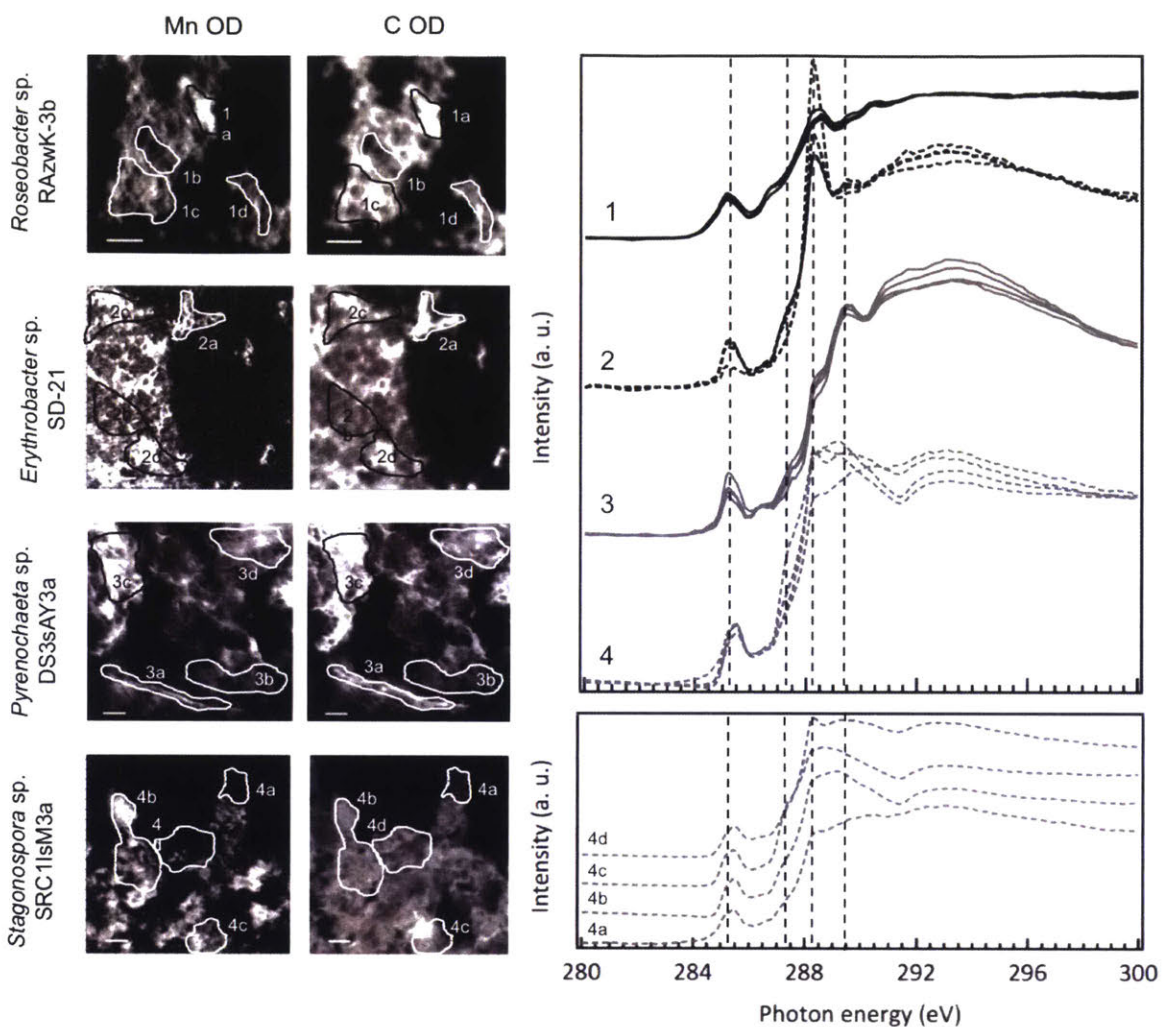 Mn OD
C OD
Roseobacter sp.
RAzwK-3b
1
a
1b
1c
1d
1a
1b
1c
1d
Erythrobacter sp.
SD-21
2c
2a
2d
2c
2a
2
2d
Pyrenochaeta sp.
DS3sAY3a
3c
3d
3a
3b
3c
3d
3a
3b
Stagonospora sp.
SRC1lsM3a
4b
4a
4
4c
4b
4a
4d
4c
Intensity (a. u.)
1
2
3
4
Intensity (a. u.)
4d
4c
4b
4a
280
284
288
292
296
300
Photon energy (eV)